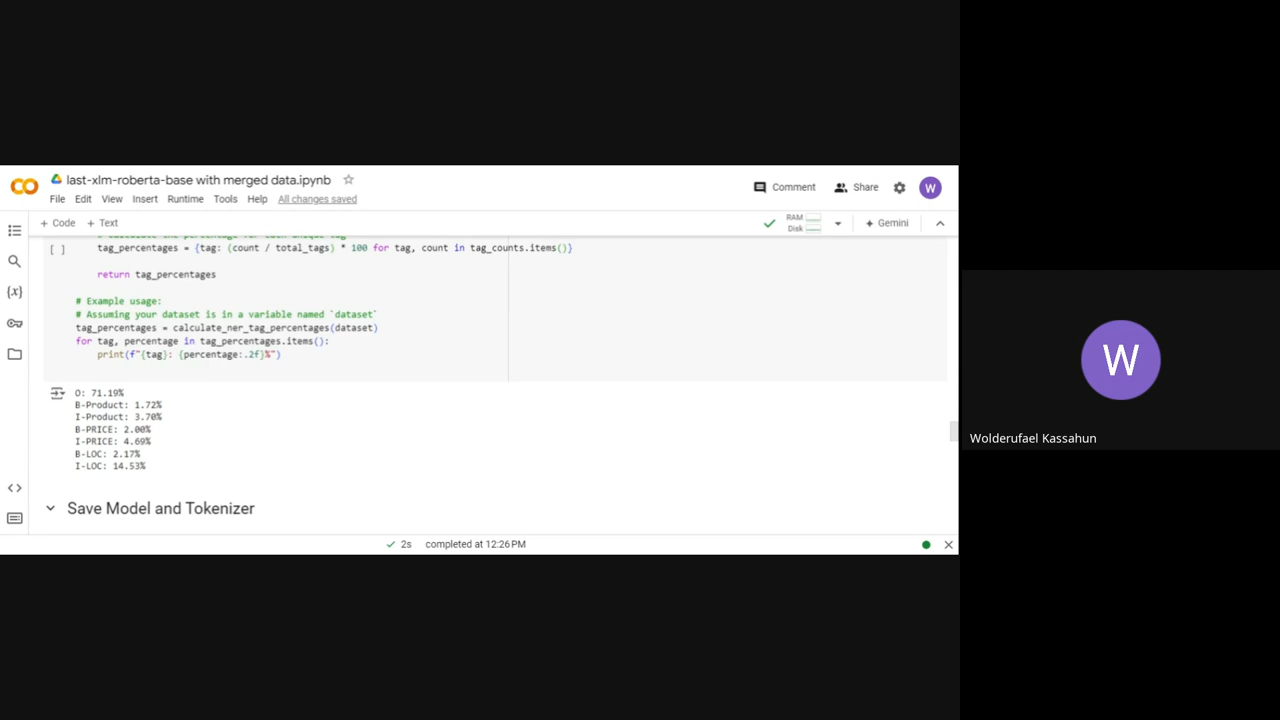 last-xlm-roberta-base with merged data.ipynb
File Edit View Insert Runtime Tools Help All changes saved
Comment
Share
W
+ Code + Text
RAM
Disk
Gemini
[ ]
tag_percentages = {tag: (count / total_tags) * 100 for tag, count in tag_counts.items()}
return tag_percentages
# Example usage:
# Assuming your dataset is in a variable named `dataset`
tag_percentages = calculate_ner_tag_percentages(dataset)
for tag, percentage in tag_percentages.items():
print(f"{tag}: {percentage:.2f}%")
O: 71.19%
B-Product: 1.72%
I-Product: 3.70%
B-PRICE: 2.00%
I-PRICE: 4.69%
B-LOC: 2.17%
I-LOC: 14.53%
Save Model and Tokenizer
2s completed at 12:26 PM
W
Wolderufael Kassahun